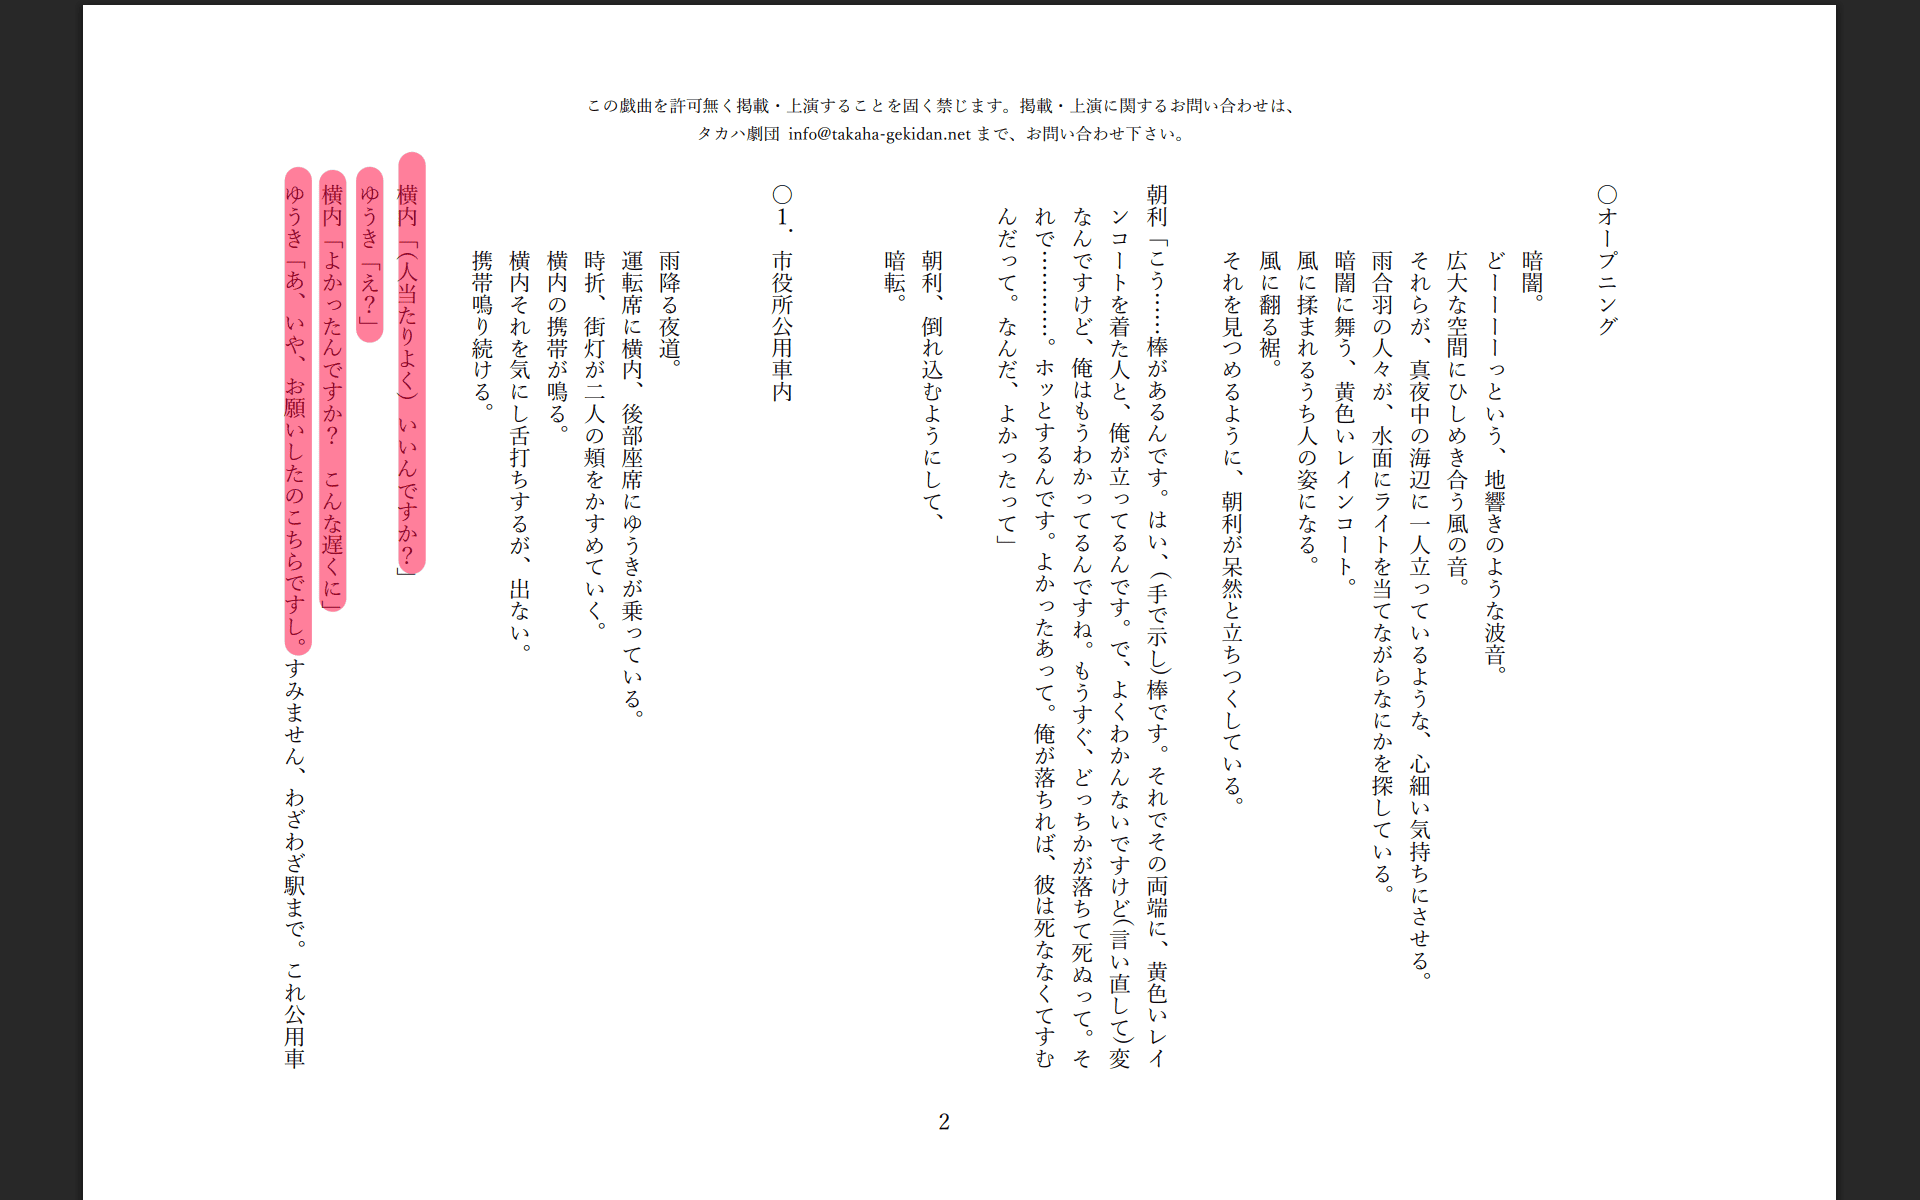 この戯曲を許可無く掲載・上演することを固く禁じます。掲載・上演に関するお問い合わせは、
タカハ劇団 info@takaha-gekidan.net まで、お問い合わせ下さい。
〇オープニング
暗闇。
どーーーーっという、地響きのような波音。
広大な空間にひしめき合う風の音。
それらが、真夜中の海辺に一人立っているような、心細い気持ちにさせる。
雨合羽の人々が、水面にライトを当てながらなにかを探している。
暗闇に舞う、黄色いレインコート。
風に揉まれるうち人の姿になる。
風に翻る裾。
それを見つめるように、朝利が呆然と立ちつくしている。
朝利「こう……棒があるんです。はい、（手で示し）棒です。それでその両端に、黄色いレイ
ンコートを着た人と、俺が立ってるんです。で、よくわかんないですけど（言い直して）変
なんですけど、俺はもうわかってるんですね。もうすぐ、どっちかが落ちて死ぬって。そ
れで…………。ホッとするんです。よかったあって。俺が落ちれば、彼は死ななくてすむ
んだって。なんだ、よかったって」
朝利、倒れ込むようにして、
暗転。
〇1．市役所公用車内
雨降る夜道。
運転席に横内、後部座席にゆうきが乗っている。
時折、街灯が二人の頬をかすめていく。
横内の携帯が鳴る。
横内それを気にし舌打ちするが、出ない。
携帯鳴り続ける。
横内「（人当たりよく）いいんですか？」
ゆうき「え？」
横内「よかったんですか？　こんな遅くに」
ゆうき「あ、いや、お願いしたのこちらですし。すみません、わざわざ駅まで。これ公用車
2